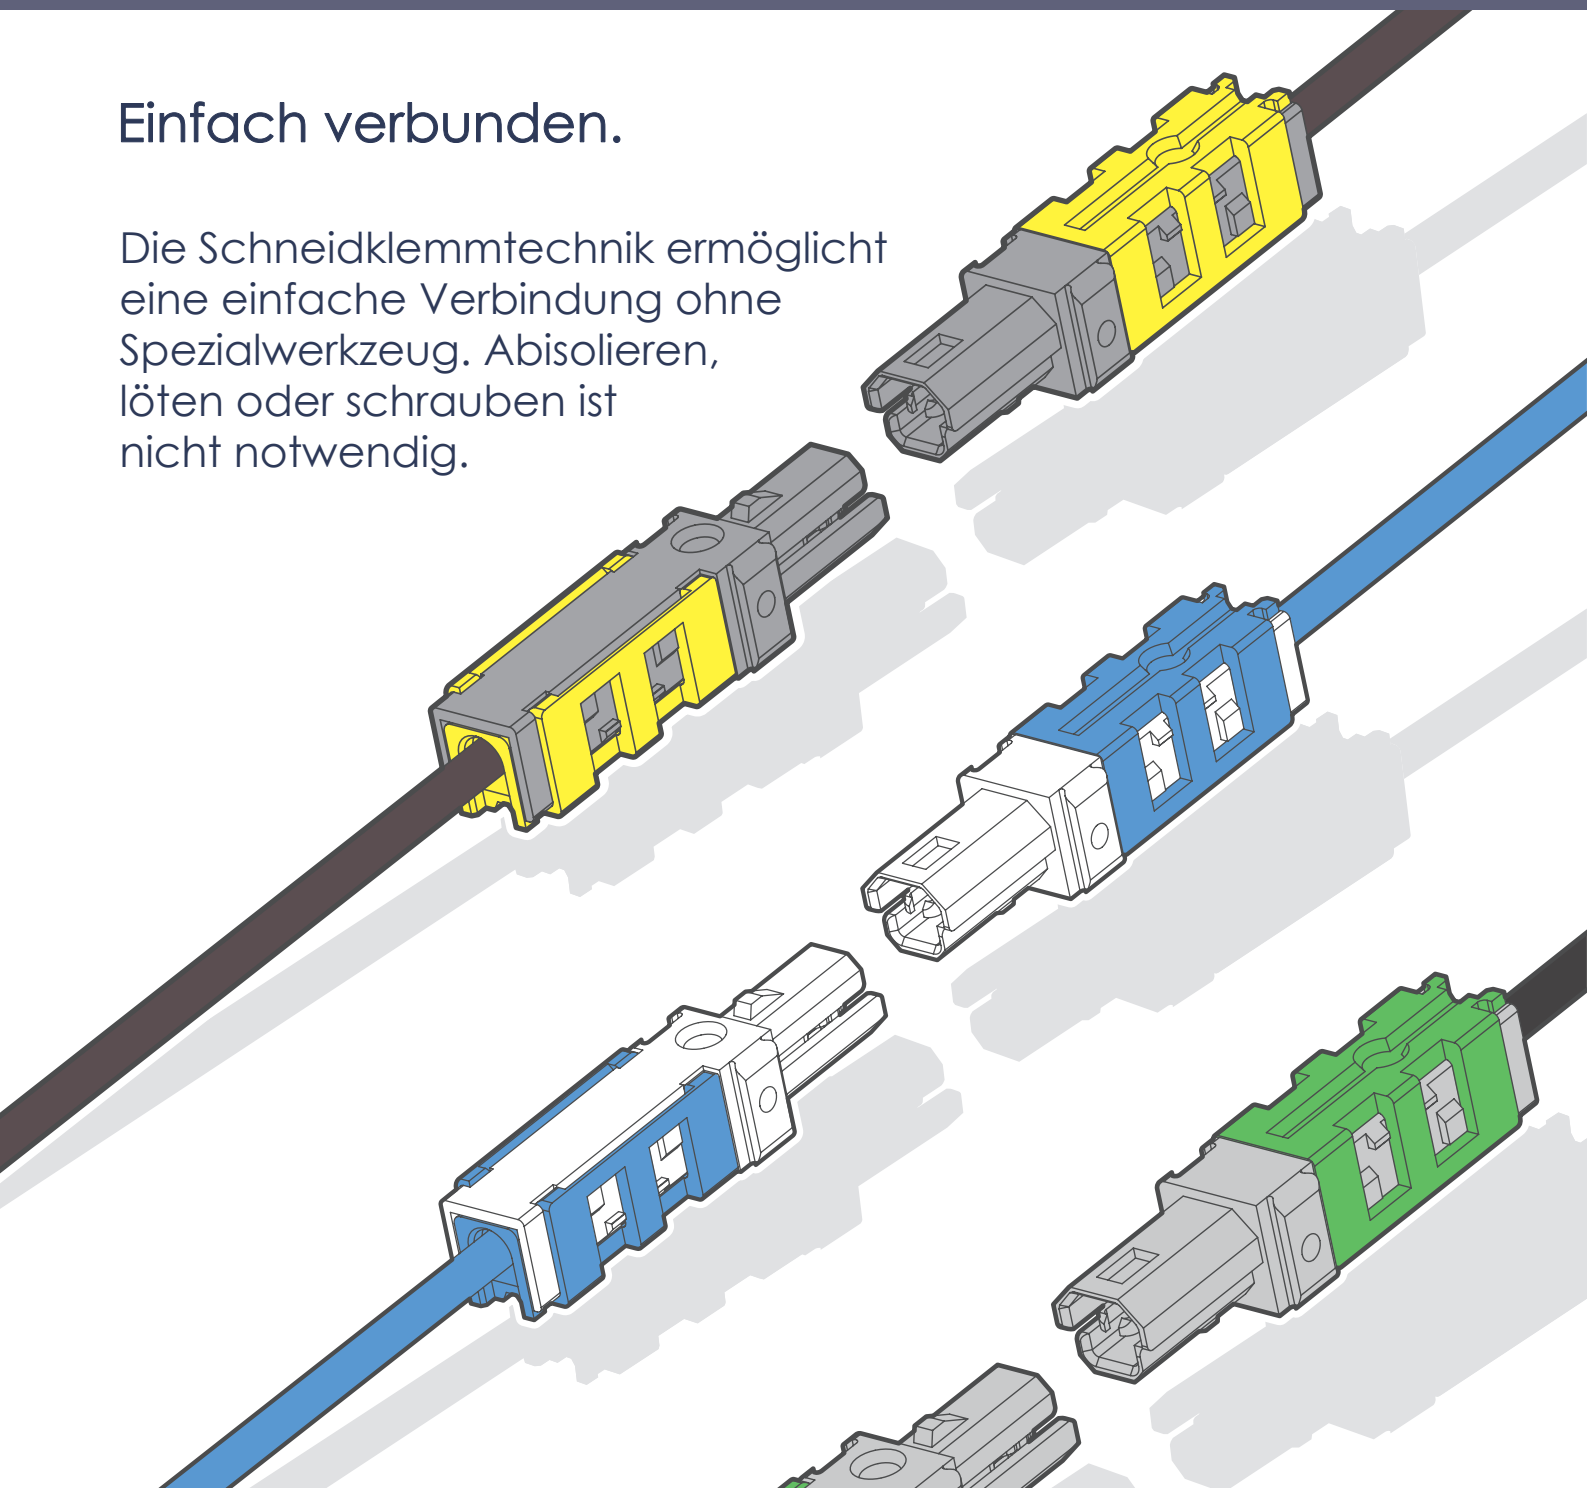 Einfach verbunden.
Die Schneidklemmtechnik ermöglicht
eine einfache Verbindung ohne
Spezialwerkzeug. Abisolieren,
löten oder schrauben ist
nicht notwendig.